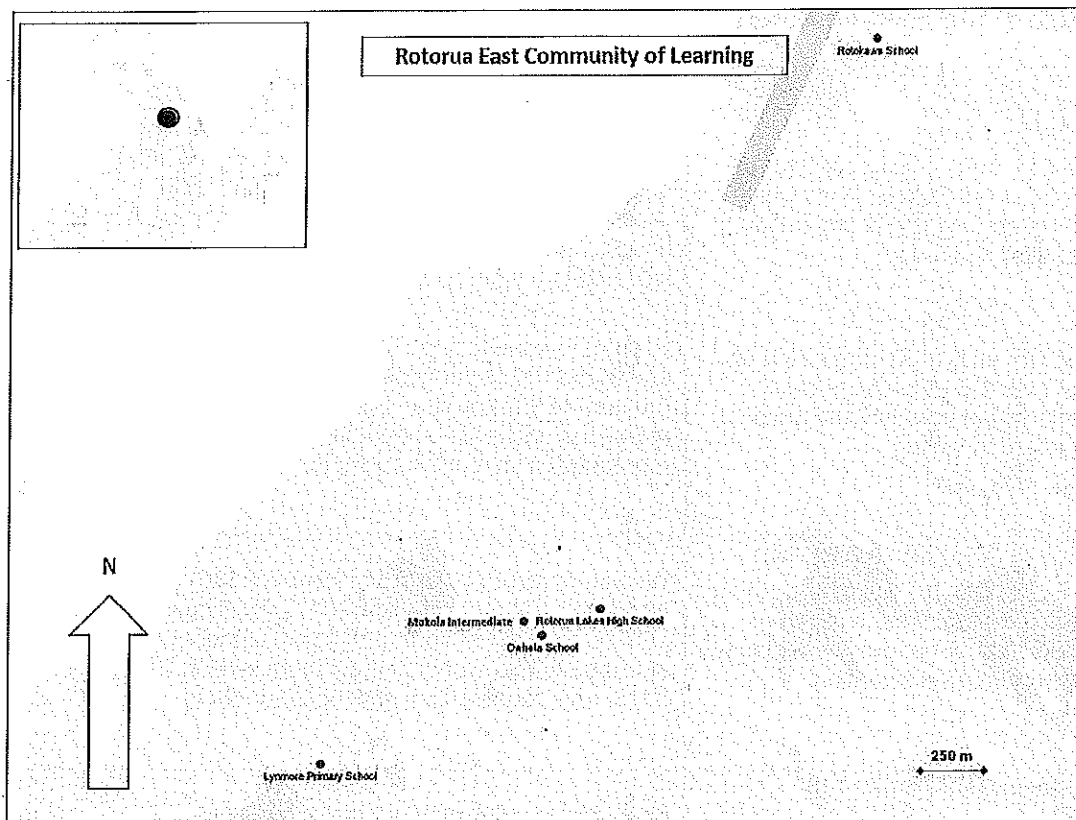 Rotorua East Community of Learning
Rotokawa School
N
Mokoia Intermediate
Rotorua Lakes High School
Owhata School
Lynmore Primary School
250 m